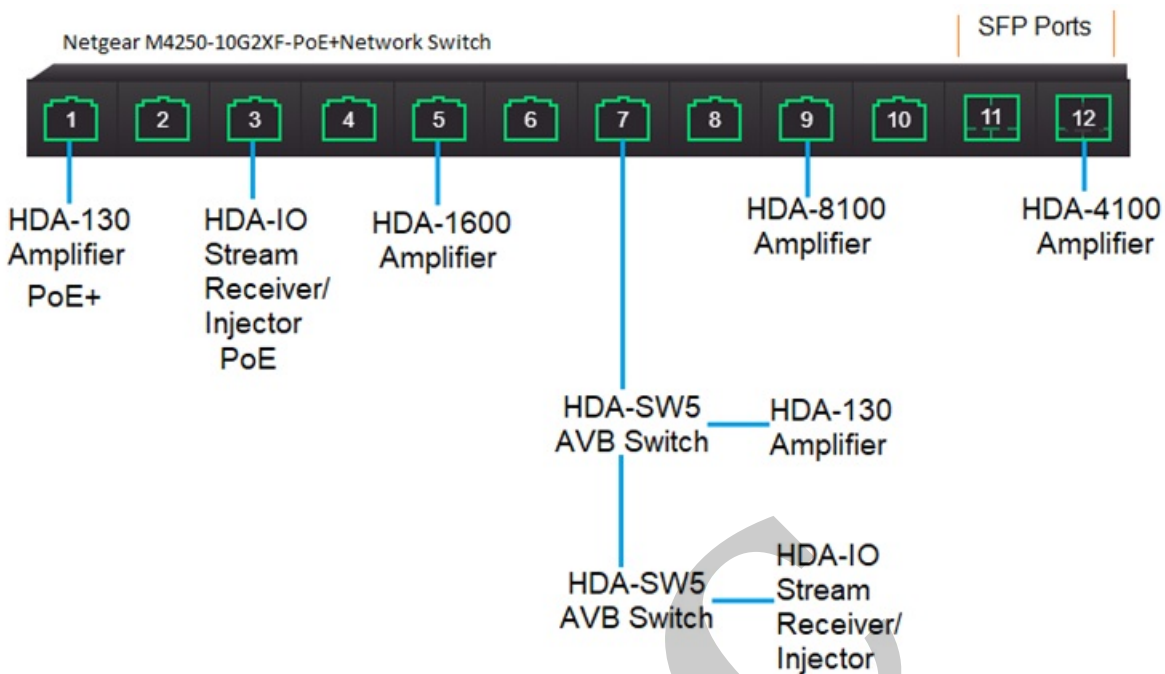 Netgear M4250-10G2XF-PoE+Network Switch
SFP Ports
1 2 3 4 5 6 7 8 9 10 11 12
HDA-130
Amplifier
PoE+
HDA-IO
Stream
Receiver/
Injector
PoE
HDA-1600
Amplifier
HDA-8100
Amplifier
HDA-4100
Amplifier
HDA-SW5
AVB Switch
HDA-130
Amplifier
HDA-SW5
AVB Switch
HDA-IO
Stream
Receiver/
Injector